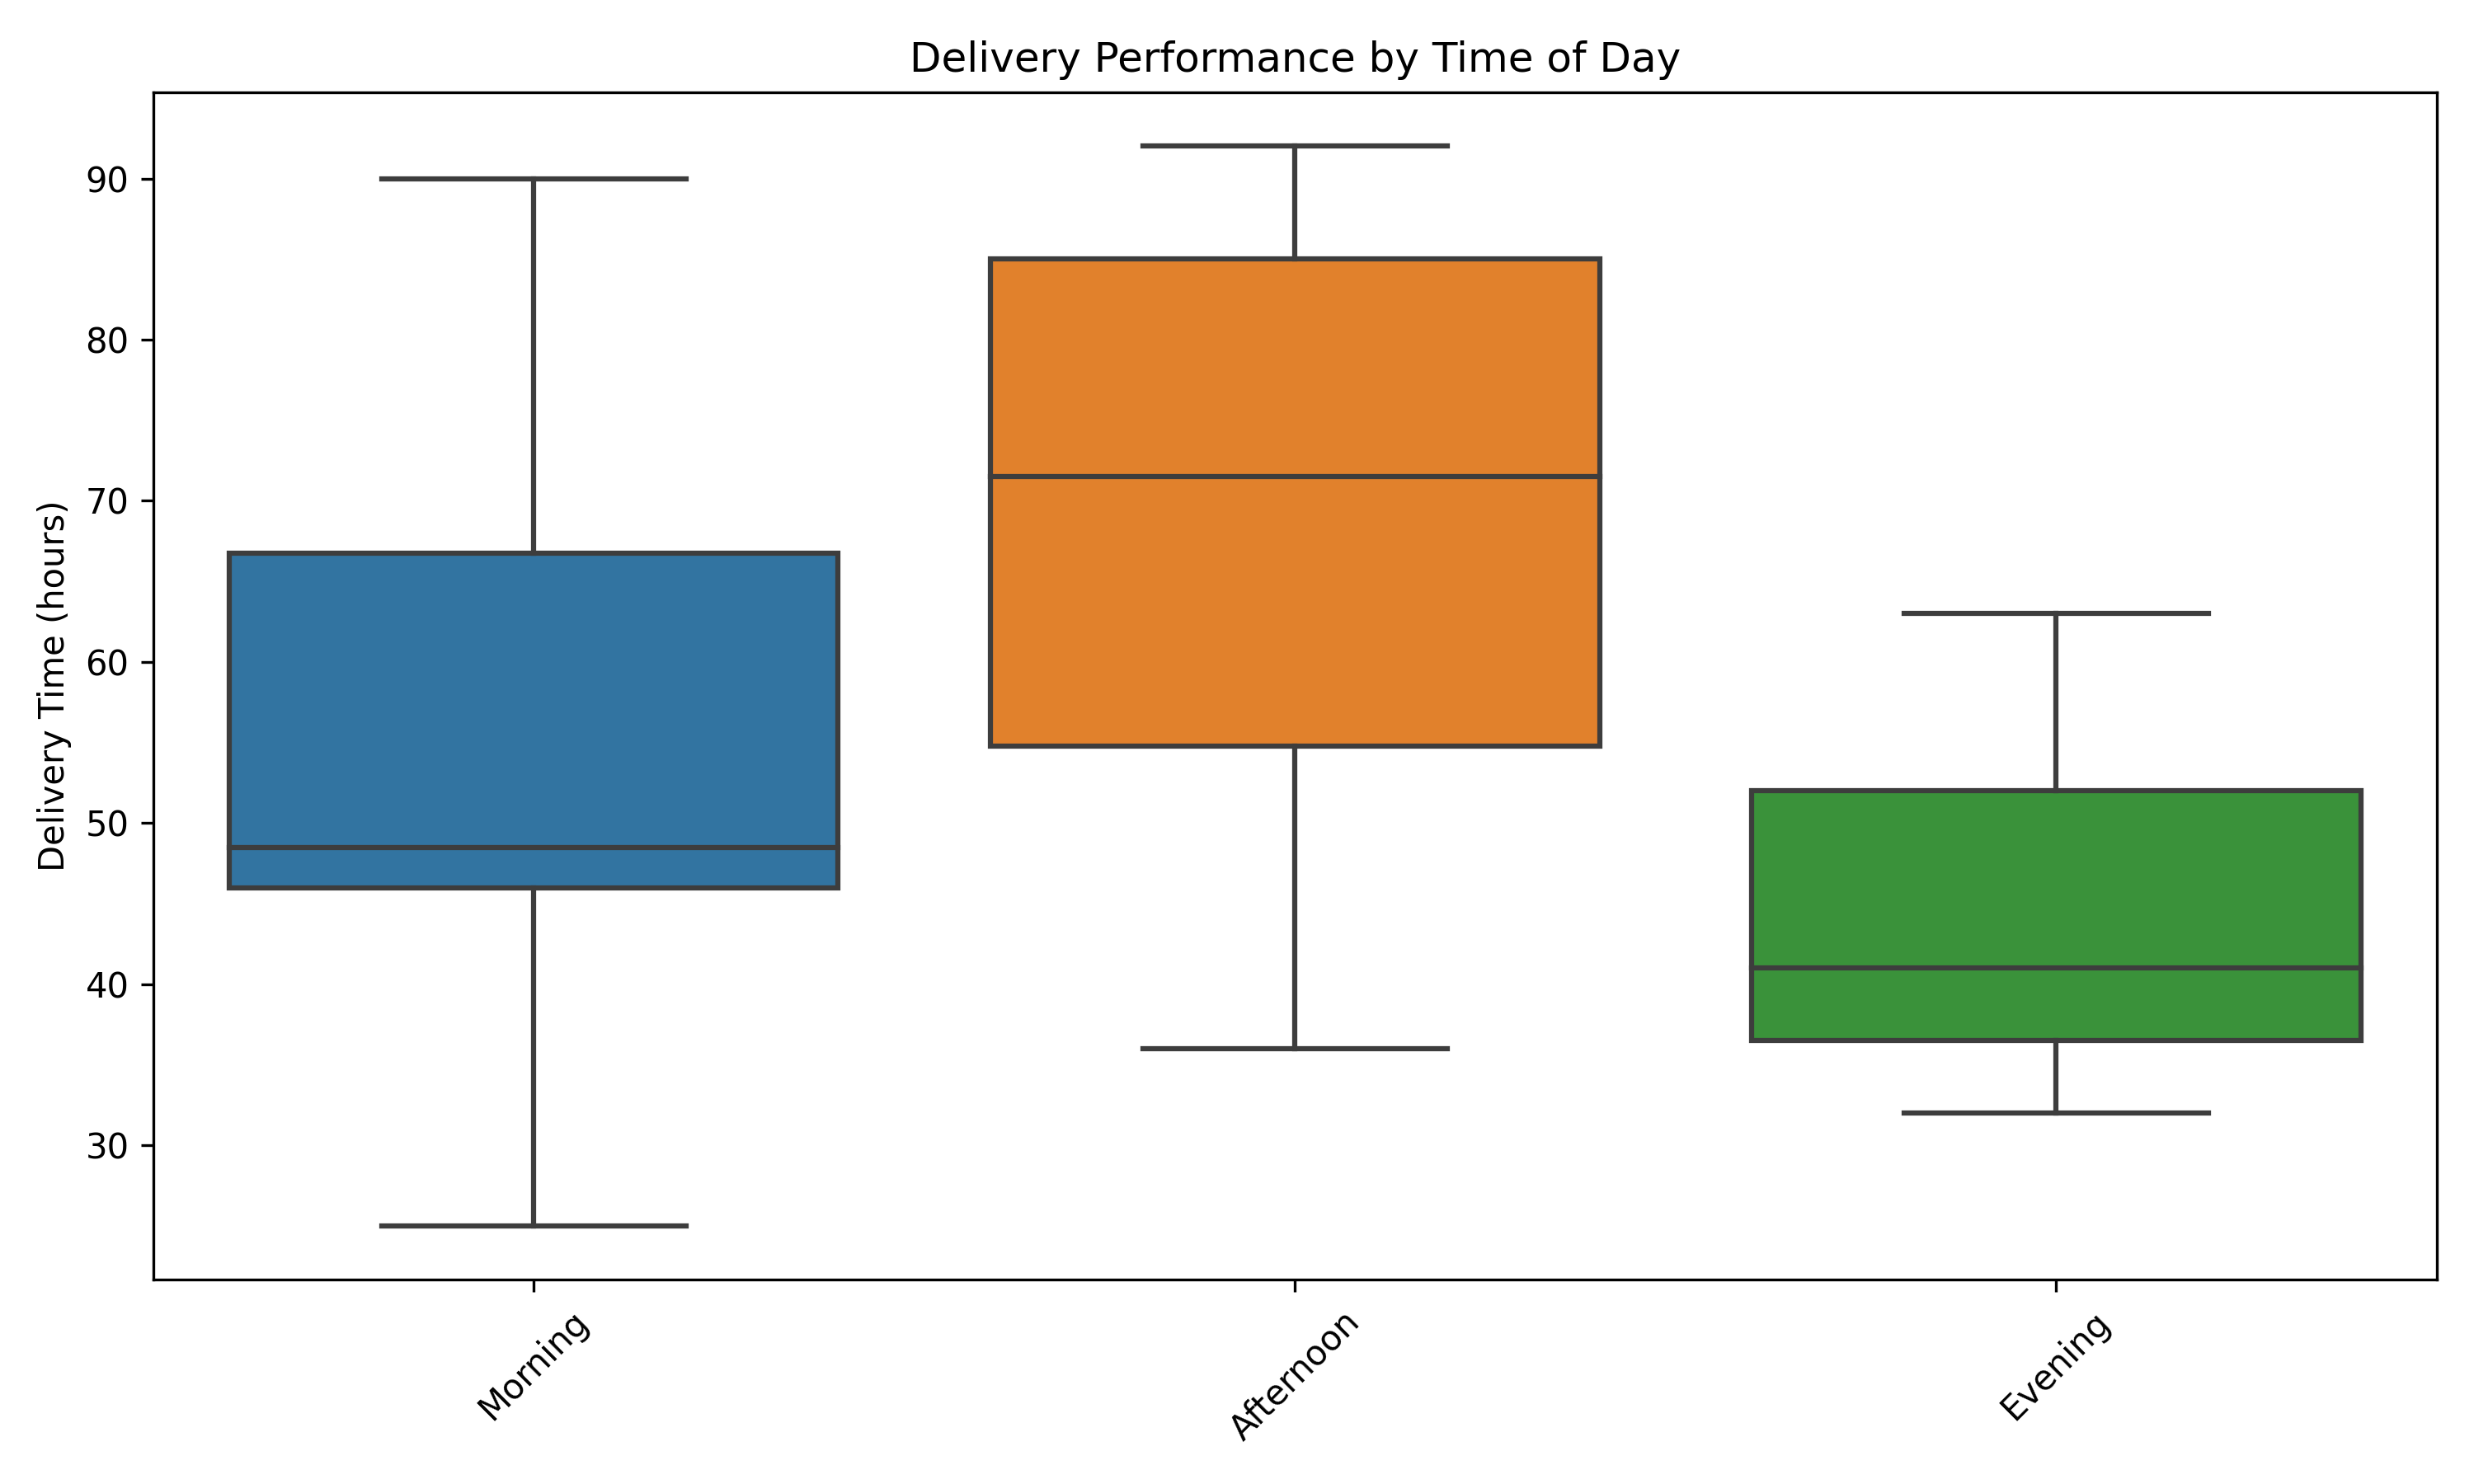 Delivery Performance by Time of Day
Delivery Time (hours)
90
80
70
60
50
40
30
Morning
Afternoon
Evening